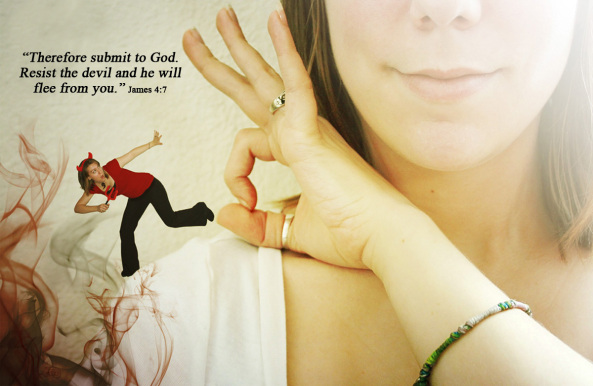 “Therefore submit to God.
Resist the devil and he will
flee from you.” James 4:7